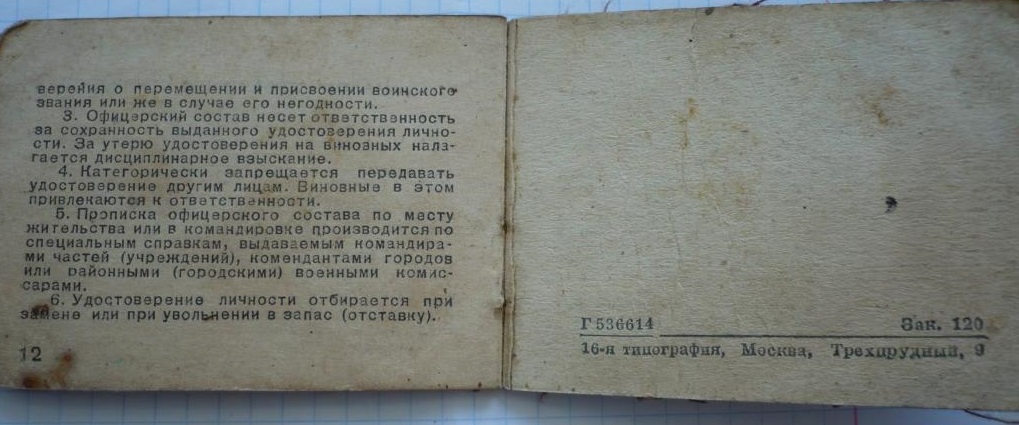 верения о перемещении и присвоении воинского
звания или же в случае его негодности.
3. Офицерский состав несет ответственность
за сохранность выданного удостоверения лично-
сти. За утерю удостоверения на виновных нала-
гается дисциплинарное взыскание.
4. Категорически запрещается передавать
удостоверение другим лицам. Виновные в этом
привлекаются к ответственности.
5. Прописка офицерского состава по месту
жительства или в командировке производится по
специальным справкам, выдаваемым командира-
ми частей (учреждений), комендантами городов
или районными (городскими) военными комис-
сарами.
6. Удостоверение личности отбирается при
замене или при увольнении в запас (отставку).
12
Г 536614 Зак. 120
16-я типография, Москва, Трехпрудный, 9